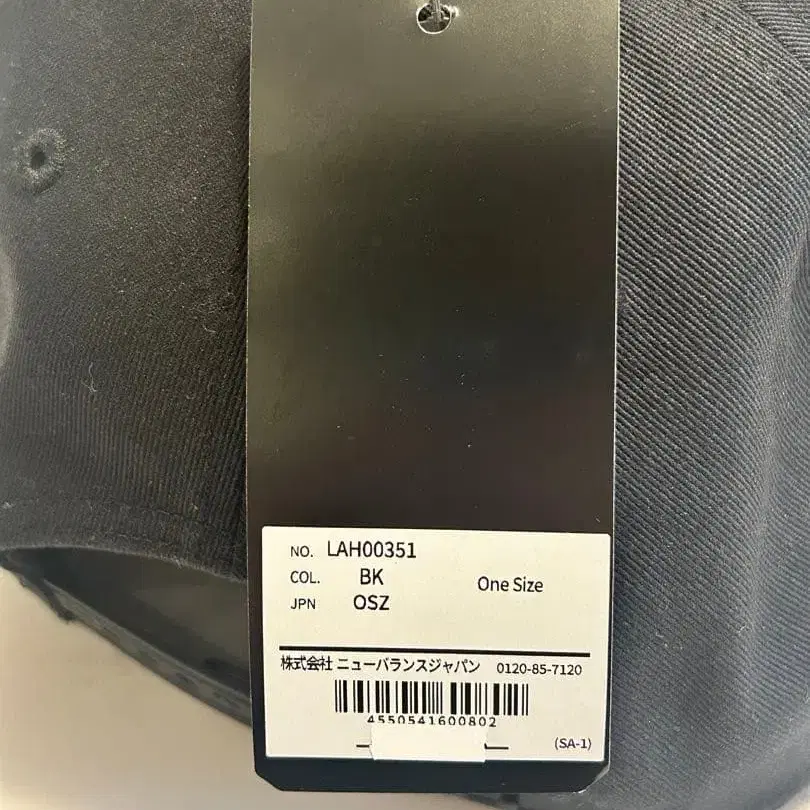 NO. LAH00351
COL. BK
JPN OSZ
One Size
株式会社 ニューバランスジャパン 0120-85-7120
4550541600802
(SA-1)